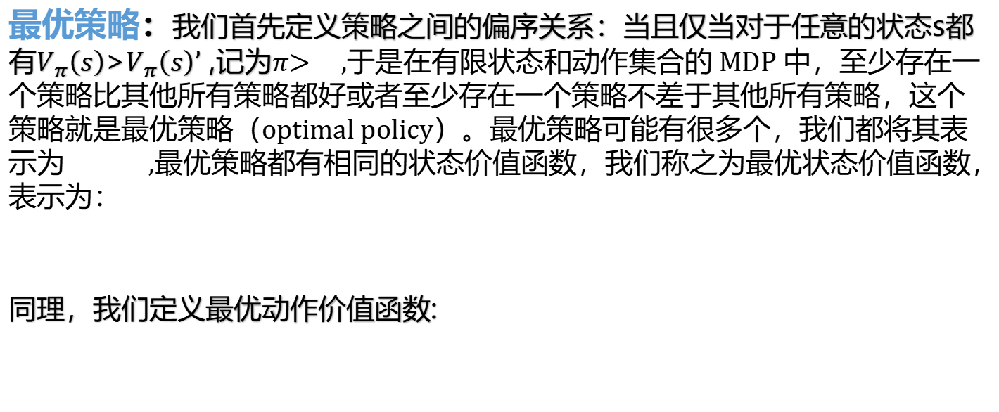 最优策略：我们首先定义策略之间的偏序关系：当且仅当对于任意的状态s都
有Vπ(s)>Vπ(s)’ ,记为π> ,于是在有限状态和动作集合的 MDP 中，至少存在一
个策略比其他所有策略都好或者至少存在一个策略不差于其他所有策略，这个
策略就是最优策略（optimal policy）。最优策略可能有很多个，我们都将其表
示为 ,最优策略都有相同的状态价值函数，我们称之为最优状态价值函数，
表示为：
同理，我们定义最优动作价值函数: